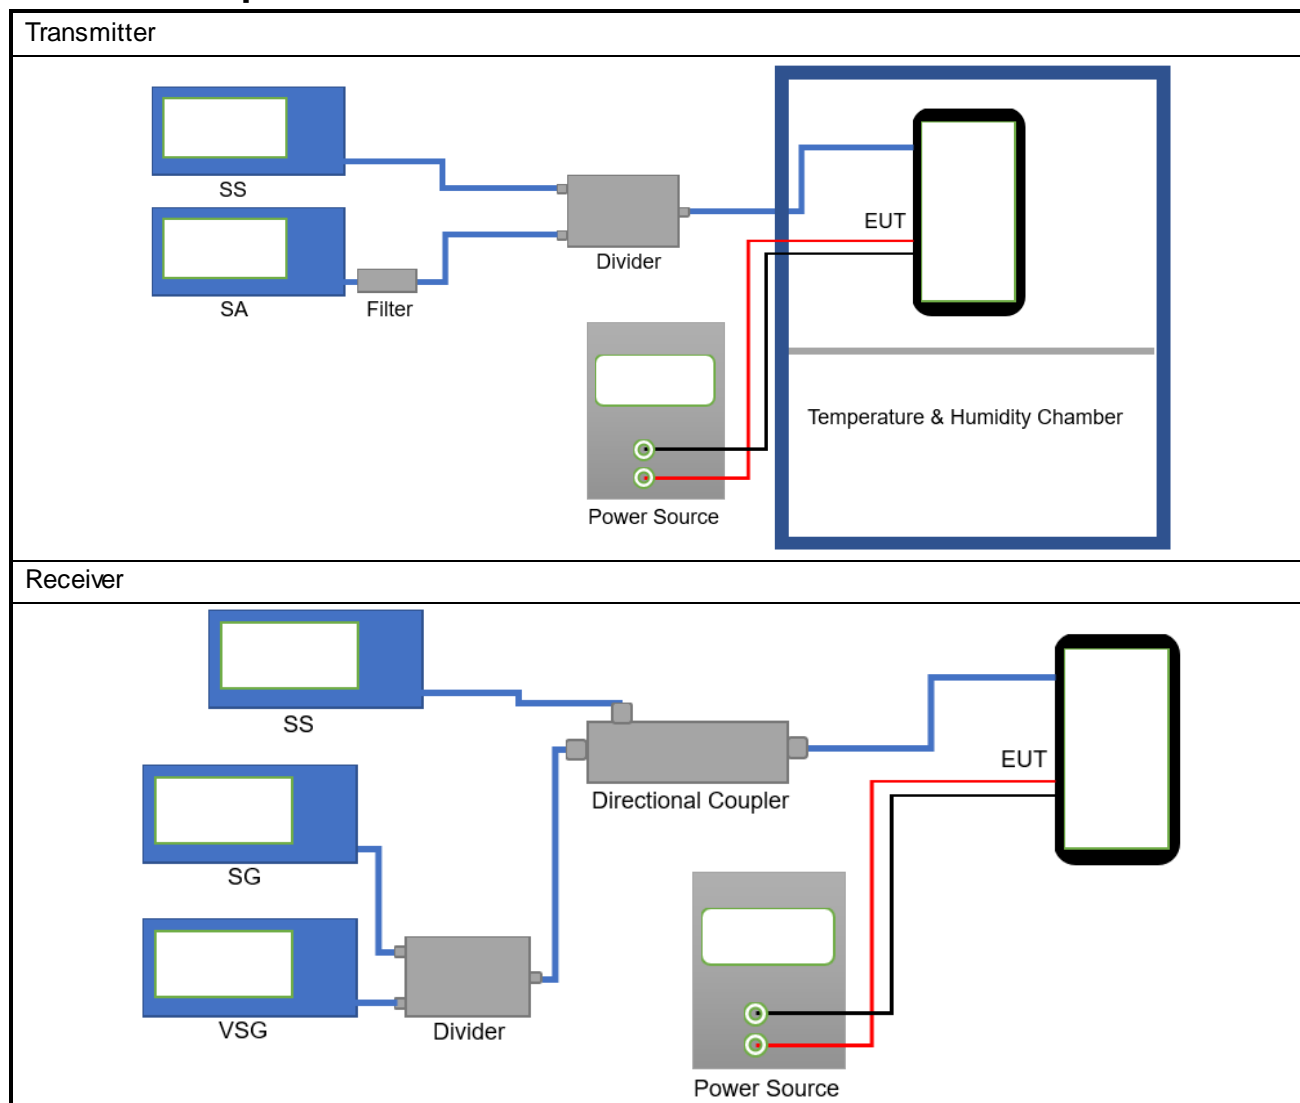 Transmitter
SS
SA
Filter
Divider
EUT
Temperature & Humidity Chamber
Power Source
Receiver
SS
SG
VSG
Divider
Directional Coupler
EUT
Power Source